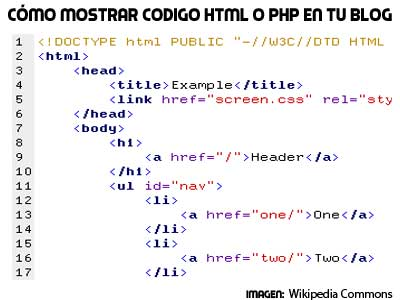 CÓMO MOSTRAR CODIGO HTML O PHP EN TU BLOG
1 <!DOCTYPE html PUBLIC "-//W3C//DTD HTML
2 <html>
3 <head>
4 <title>Example</title>
5 <link href="screen.css" rel="sty
6 </head>
7 <body>
8 <h1>
9 <a href="/">Header</a>
10 </h1>
11 <ul id="nav">
12 <li>
13 <a href="one/">One</a>
14 </li>
15 <li>
16 <a href="two/">Two</a>
17 </li>
IMAGEN: Wikipedia Commons